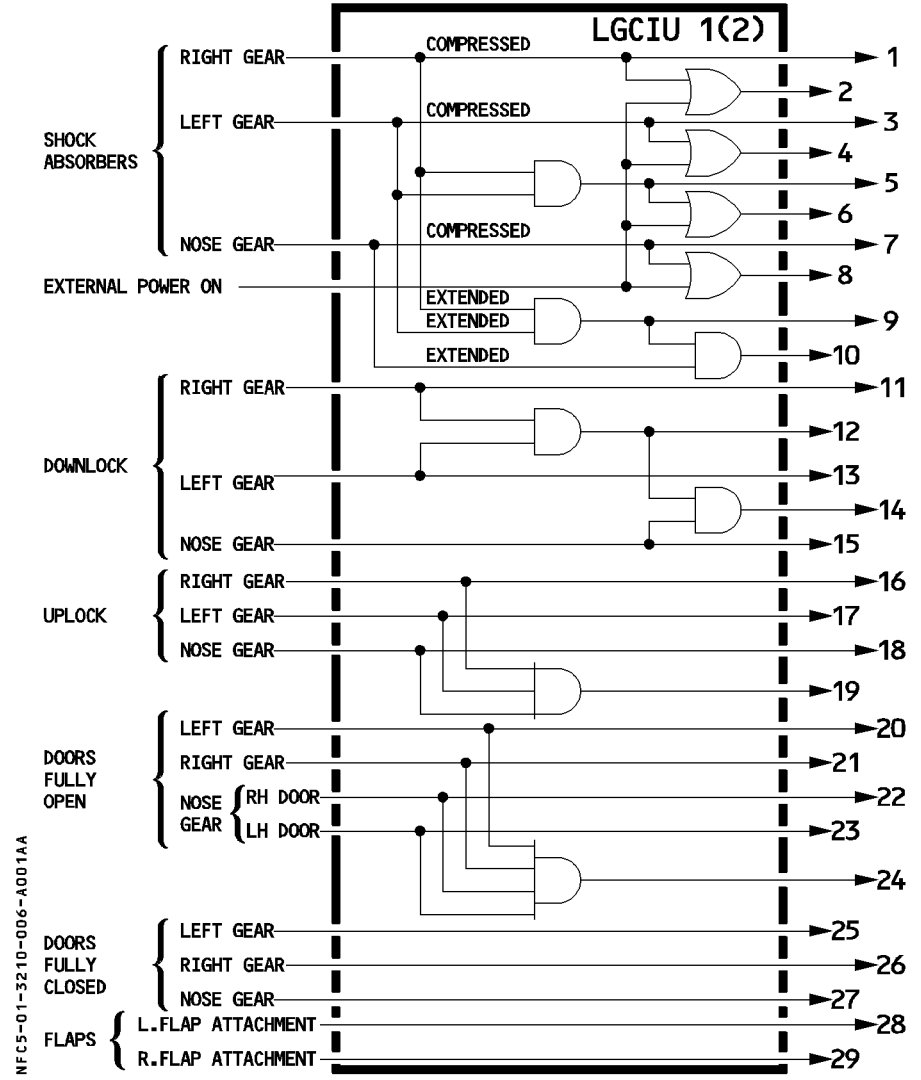 LGCIU 1(2)
RIGHT GEAR
COMPRESSED
1
2
LEFT GEAR
COMPRESSED
3
SHOCK
ABSORBERS
4
5
6
NOSE GEAR
COMPRESSED
7
8
EXTERNAL POWER ON
EXTENDED
EXTENDED
9
EXTENDED
10
RIGHT GEAR
11
12
DOWNLOCK
LEFT GEAR
13
14
NOSE GEAR
15
RIGHT GEAR
16
UPLOCK
LEFT GEAR
17
NOSE GEAR
18
19
LEFT GEAR
20
DOORS
FULLY
OPEN
RIGHT GEAR
21
NOSE
GEAR
RH DOOR
22
LH DOOR
23
24
LEFT GEAR
25
DOORS
FULLY
CLOSED
RIGHT GEAR
26
NOSE GEAR
27
FLAPS
L.FLAP ATTACHMENT
28
R.FLAP ATTACHMENT
29
NFC5-01-3210-006-A001AA